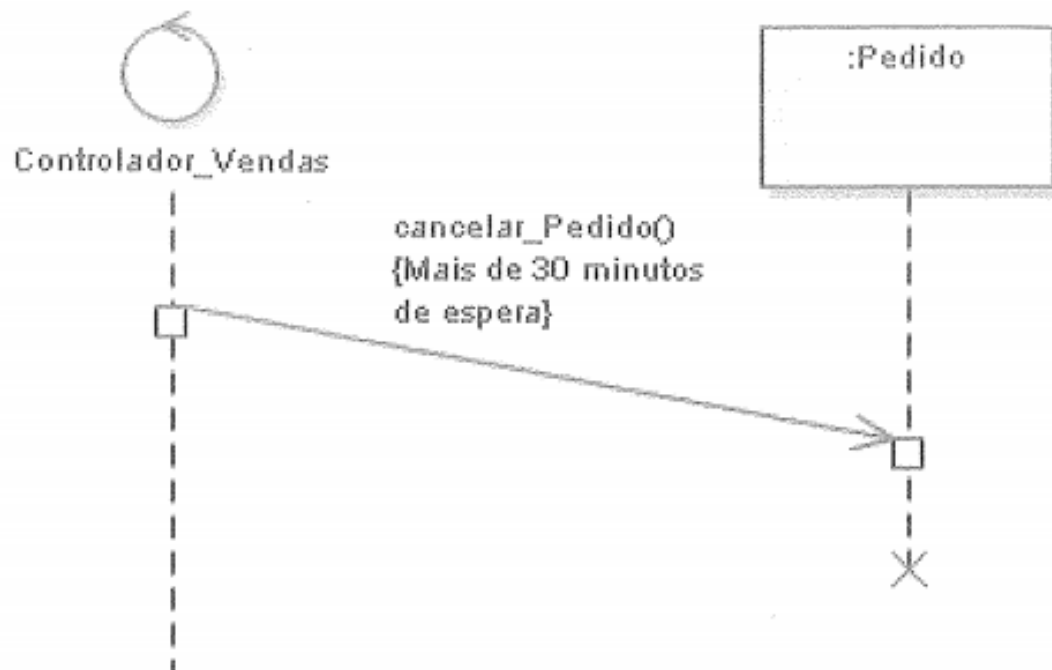 :Pedido
Controlador_Vendas
cancelar_Pedido()
{Mais de 30 minutos
de espera}